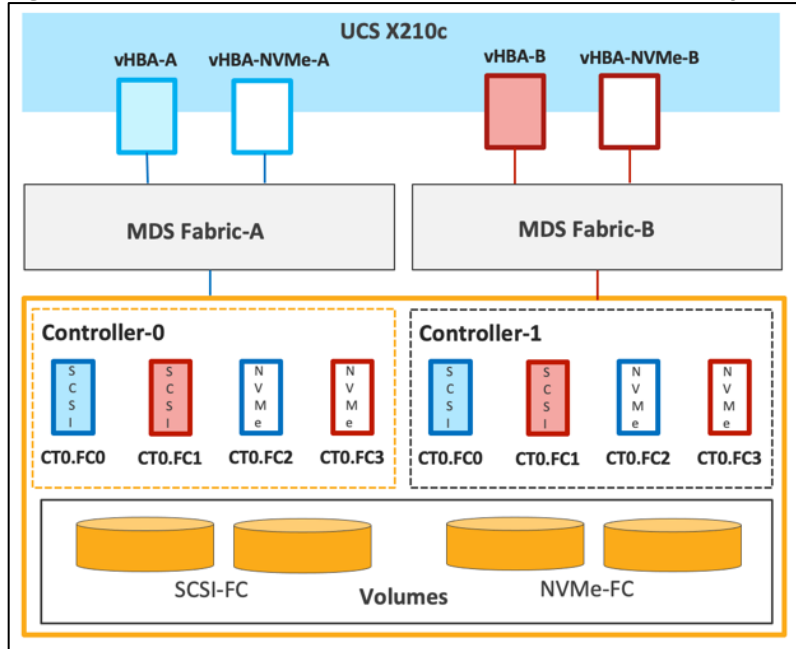 UCS X210c
vHBA-A
vHBA-NVMe-A
vHBA-B
vHBA-NVMe-B
MDS Fabric-A
MDS Fabric-B
Controller-0
SCSI
SCSI
NVMe
NVMe
CT0.FC0
CT0.FC1
CT0.FC2
CT0.FC3
Controller-1
SCSI
SCSI
NVMe
NVMe
CT0.FC0
CT0.FC1
CT0.FC2
CT0.FC3
SCSI-FC
NVMe-FC
Volumes